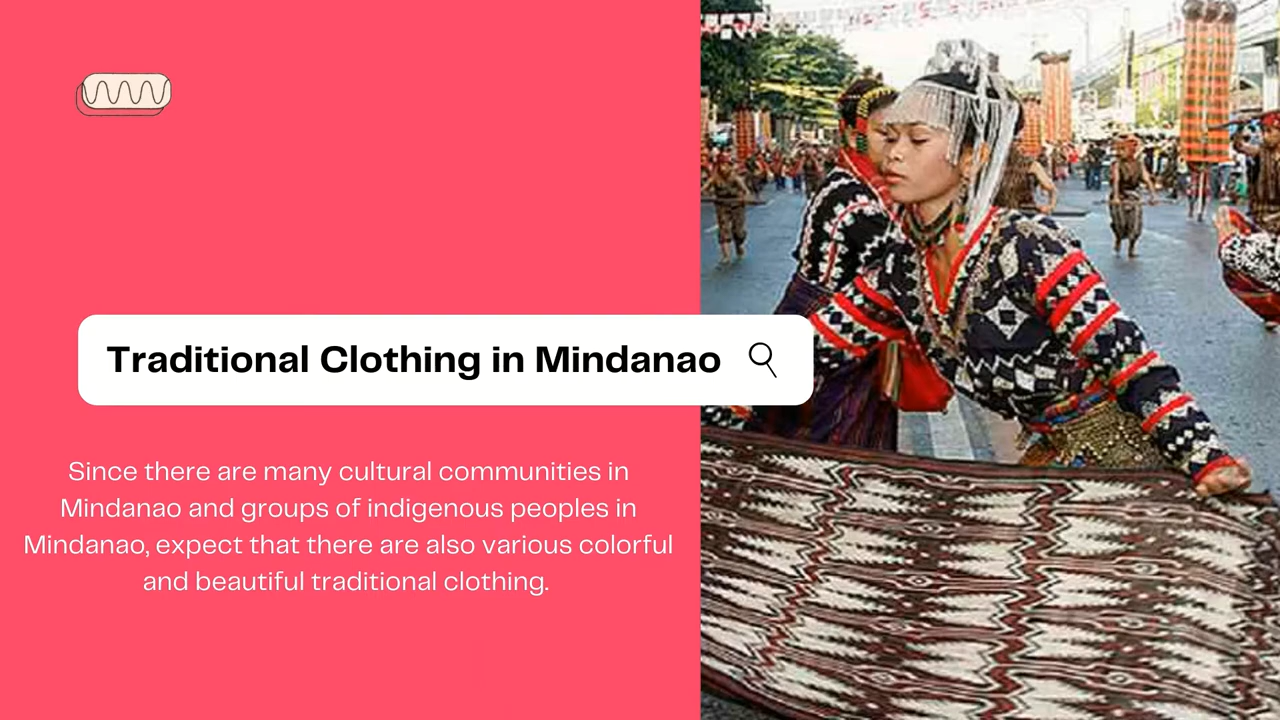 Traditional Clothing in Mindanao
Since there are many cultural communities in
Mindanao and groups of indigenous peoples in
Mindanao, expect that there are also various colorful
and beautiful traditional clothing.